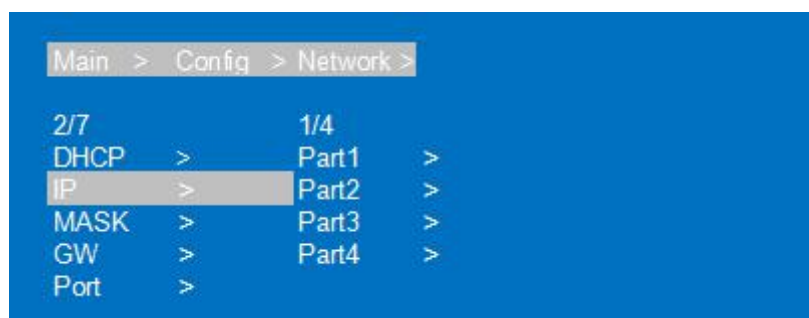 Main > Config > Network >
2/7 1/4
DHCP > Part1 >
IP > Part2 >
MASK > Part3 >
GW > Part4 >
Port >